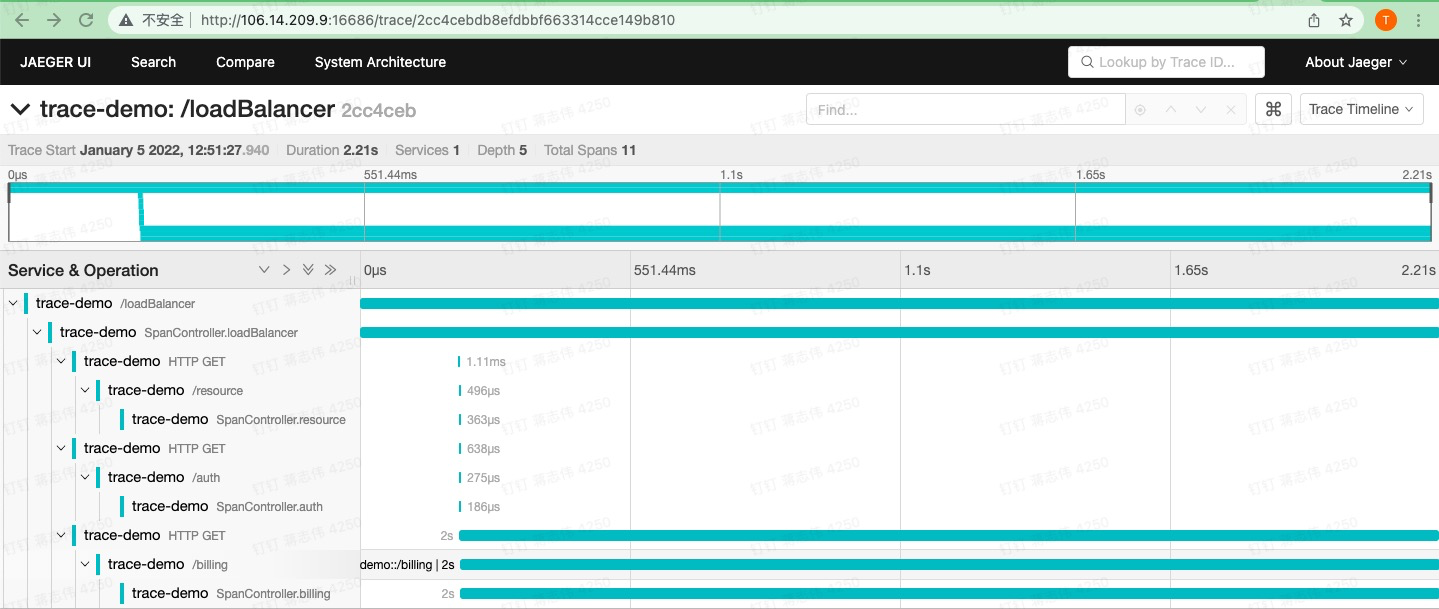 不安全 http://106.14.209.9:16686/trace/2cc4cebdb8efdbbf663314cce149b810 T
JAEGER UI Search Compare System Architecture Lookup by Trace ID... About Jaeger
trace-demo: /loadBalancer 2cc4ceb Find... ⌘ Trace Timeline
Trace Start January 5 2022, 12:51:27.940 Duration 2.21s Services 1 Depth 5 Total Spans 11
0μs 551.44ms 1.1s 1.65s 2.21s
Service & Operation 0μs 551.44ms 1.1s 1.65s 2.21s
trace-demo /loadBalancer
trace-demo SpanController.loadBalancer
trace-demo HTTP GET 1.11ms
trace-demo /resource 496μs
trace-demo SpanController.resource 363μs
trace-demo HTTP GET 638μs
trace-demo /auth 275μs
trace-demo SpanController.auth 186μs
trace-demo HTTP GET 2s
trace-demo /billing demo::/billing | 2s
trace-demo SpanController.billing 2s
钉钉 蒋志伟 4250